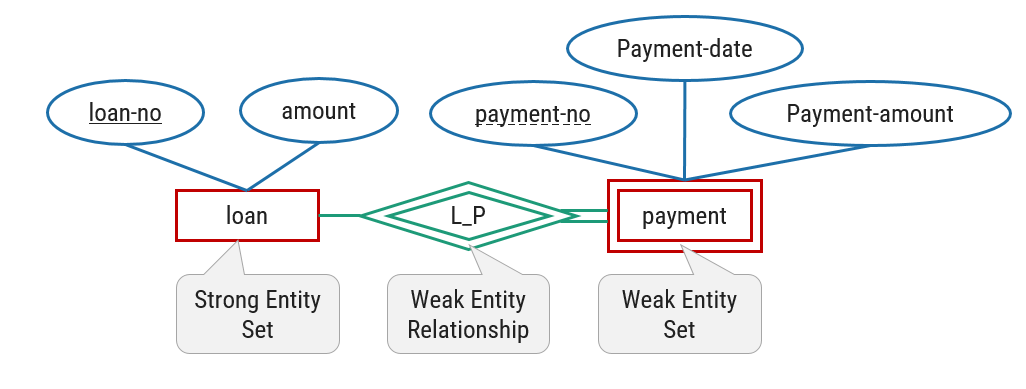 Payment-date
loan-no
amount
payment-no
Payment-amount
loan
L_P
payment
Strong Entity
Set
Weak Entity
Relationship
Weak Entity
Set